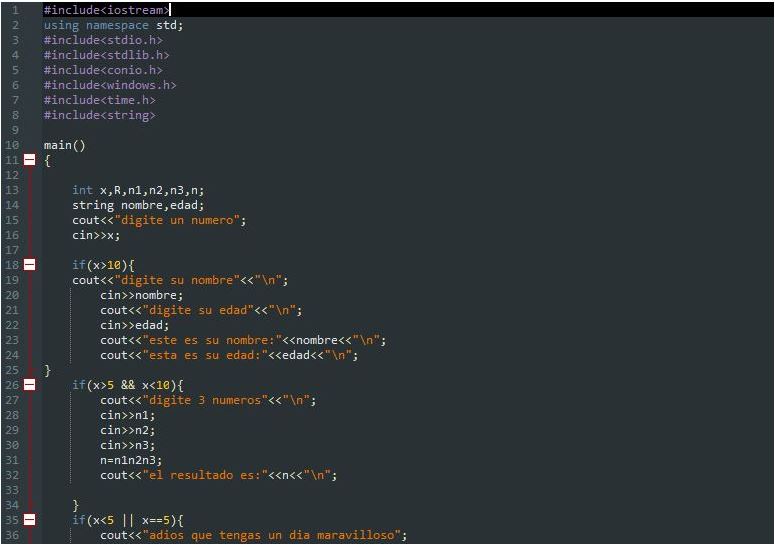 1 #include<iostream>
2 using namespace std;
3 #include<stdio.h>
4 #include<stdlib.h>
5 #include<conio.h>
6 #include<windows.h>
7 #include<time.h>
8 #include<string>
9
10 main()
11 {
12
13 int x,R,n1,n2,n3,n;
14 string nombre,edad;
15 cout<<"digite un numero";
16 cin>>x;
17
18 if(x>10){
19 cout<<"digite su nombre"<<"\n";
20 cin>>nombre;
21 cout<<"digite su edad"<<"\n";
22 cin>>edad;
23 cout<<"este es su nombre:"<<nombre<<"\n";
24 cout<<"esta es su edad:"<<edad<<"\n";
25 }
26 if(x>5 && x<10){
27 cout<<"digite 3 numeros"<<"\n";
28 cin>>n1;
29 cin>>n2;
30 cin>>n3;
31 n=n1n2n3;
32 cout<<"el resultado es:"<<n<<"\n";
33
34 }
35 if(x<5 || x==5){
36 cout<<"adios que tengas un dia maravilloso";